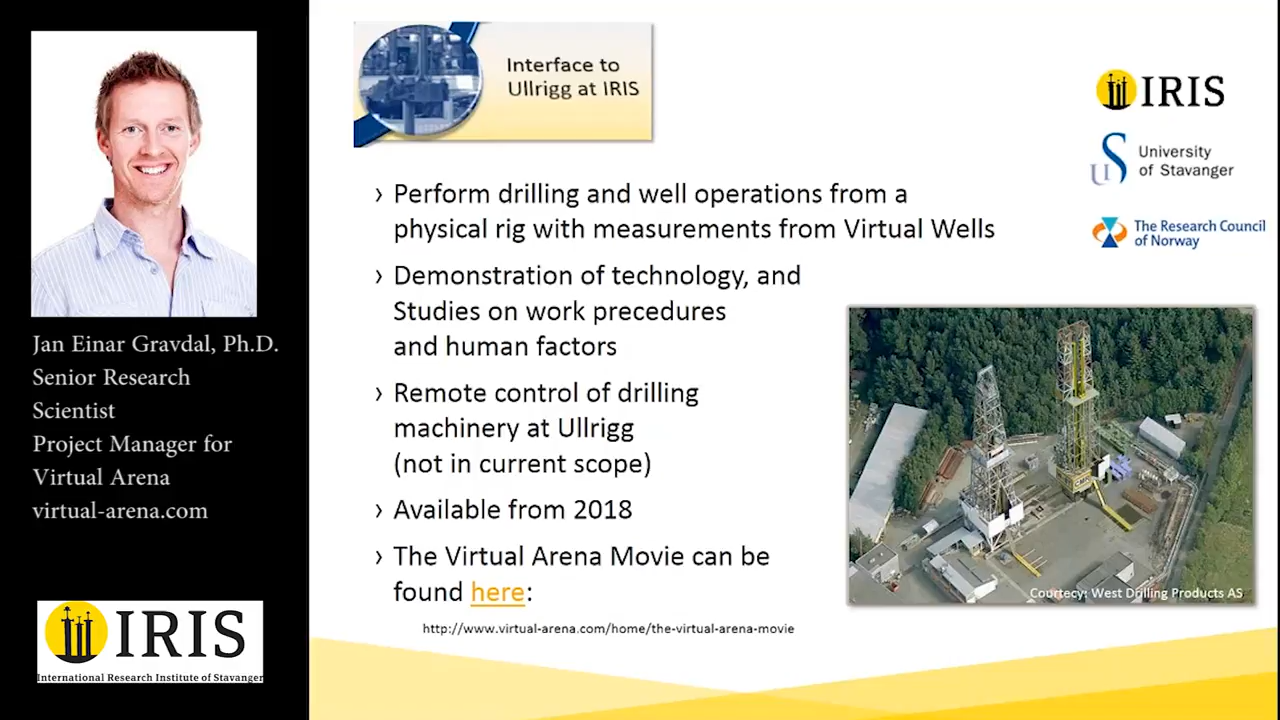 Jan Einar Gravdal, Ph.D.
Senior Research
Scientist
Project Manager for
Virtual Arena
virtual-arena.com
IRIS
International Research Institute of Stavanger
Interface to
Ullrigg at IRIS
› Perform drilling and well operations from a
physical rig with measurements from Virtual Wells
› Demonstration of technology, and
Studies on work precedures
and human factors
› Remote control of drilling
machinery at Ullrigg
(not in current scope)
› Available from 2018
› The Virtual Arena Movie can be
found here:
http://www.virtual-arena.com/home/the-virtual-arena-movie
IRIS
US
University
of Stavanger
The Research Council
of Norway
Courtecy: West Drilling Products AS